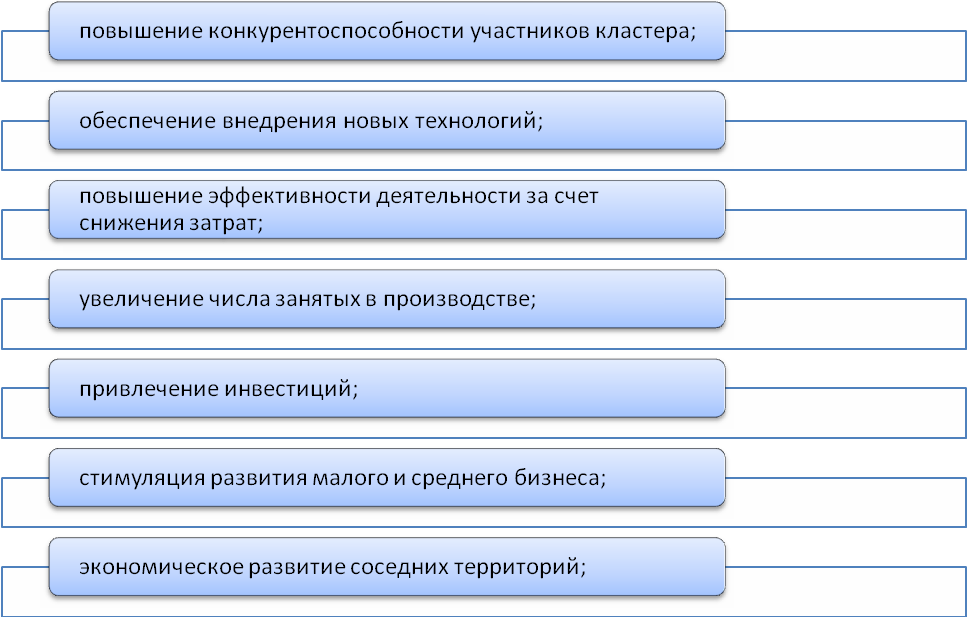 повышение конкурентоспособности участников кластера;
обеспечение внедрения новых технологий;
повышение эффективности деятельности за счет
снижения затрат;
увеличение числа занятых в производстве;
привлечение инвестиций;
стимуляция развития малого и среднего бизнеса;
экономическое развитие соседних территорий;